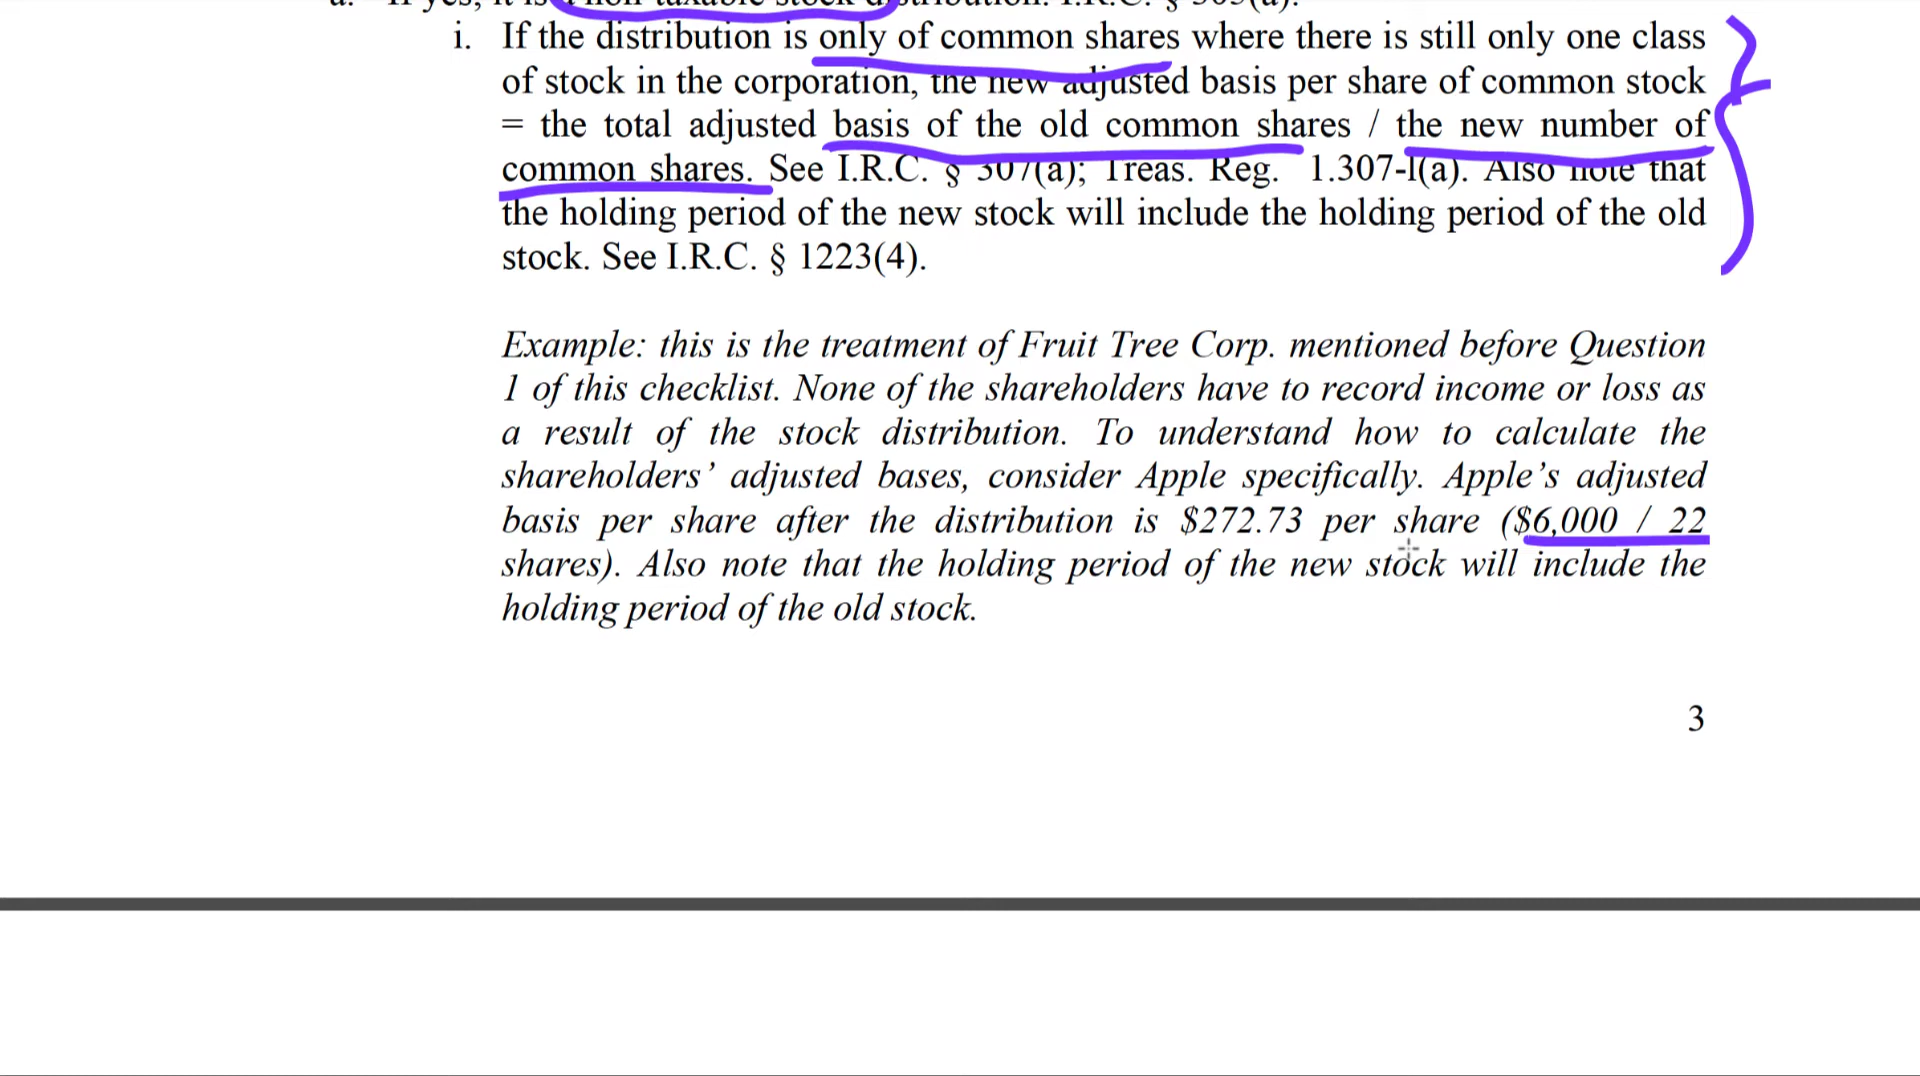 i. If the distribution is only of common shares where there is still only one class
of stock in the corporation, the new adjusted basis per share of common stock
= the total adjusted basis of the old common shares / the new number of
common shares. See I.R.C. § 307(a); Treas. Reg. 1.307-1(a). Also note that
the holding period of the new stock will include the holding period of the old
stock. See I.R.C. § 1223(4).
Example: this is the treatment of Fruit Tree Corp. mentioned before Question
1 of this checklist. None of the shareholders have to record income or loss as
a result of the stock distribution. To understand how to calculate the
shareholders’ adjusted bases, consider Apple specifically. Apple’s adjusted
basis per share after the distribution is $272.73 per share ($6,000 / 22
shares). Also note that the holding period of the new stock will include the
holding period of the old stock.
3